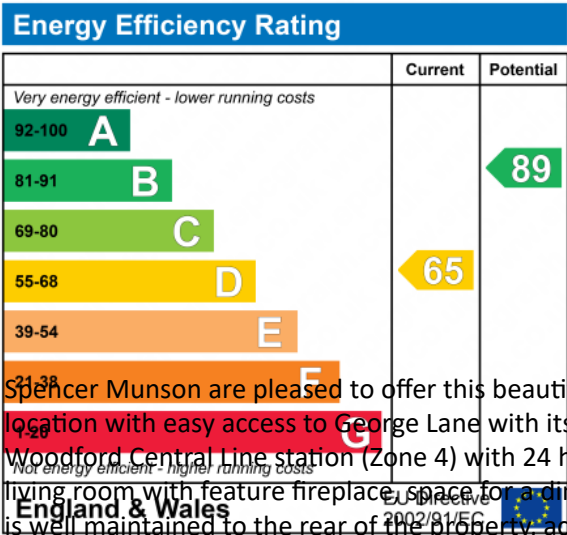 Energy Efficiency Rating
Current Potential
Very energy efficient - lower running costs
92-100 A
81-91 B
89
69-80 C
55-68 D
65
39-54 E
21-38 F
Spencer Munson are pleased to offer this beauti
1-20 G
location with easy access to George Lane with its
Woodford Central Line station (Zone 4) with 24 h
Not energy efficient - higher running costs
living room with feature fireplace, space for a din
England & Wales
EU Directive
2002/91/EC
is well maintained to the rear of the property, ac